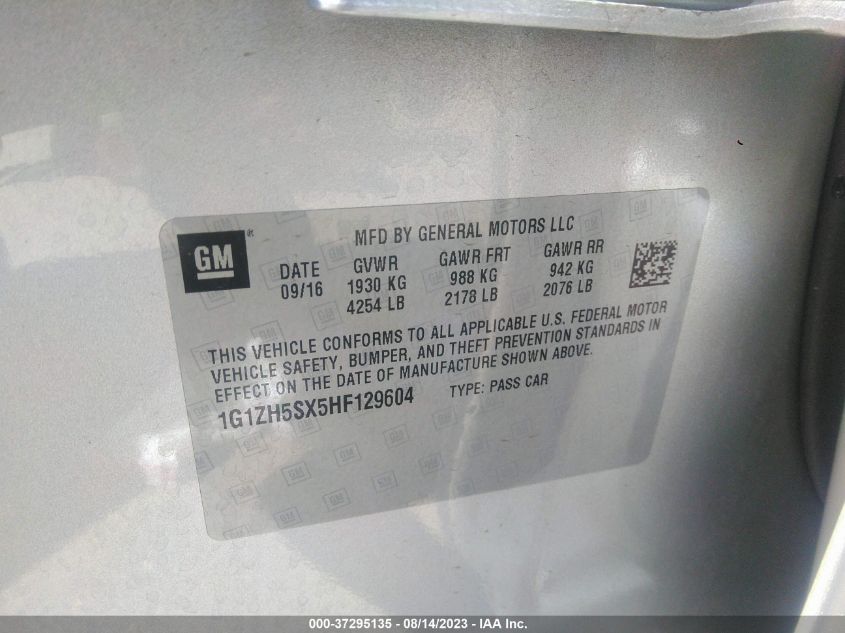 GM
MFD BY GENERAL MOTORS LLC
DATE GVWR GAWR FRT GAWR RR
09/16 1930 KG 988 KG 942 KG
4254 LB 2178 LB 2076 LB
THIS VEHICLE CONFORMS TO ALL APPLICABLE U.S. FEDERAL MOTOR
VEHICLE SAFETY, BUMPER, AND THEFT PREVENTION STANDARDS IN
EFFECT ON THE DATE OF MANUFACTURE SHOWN ABOVE.
1G1ZH5SX5HF129604 TYPE: PASS CAR
000-37295135 - 08/14/2023 - IAA Inc.